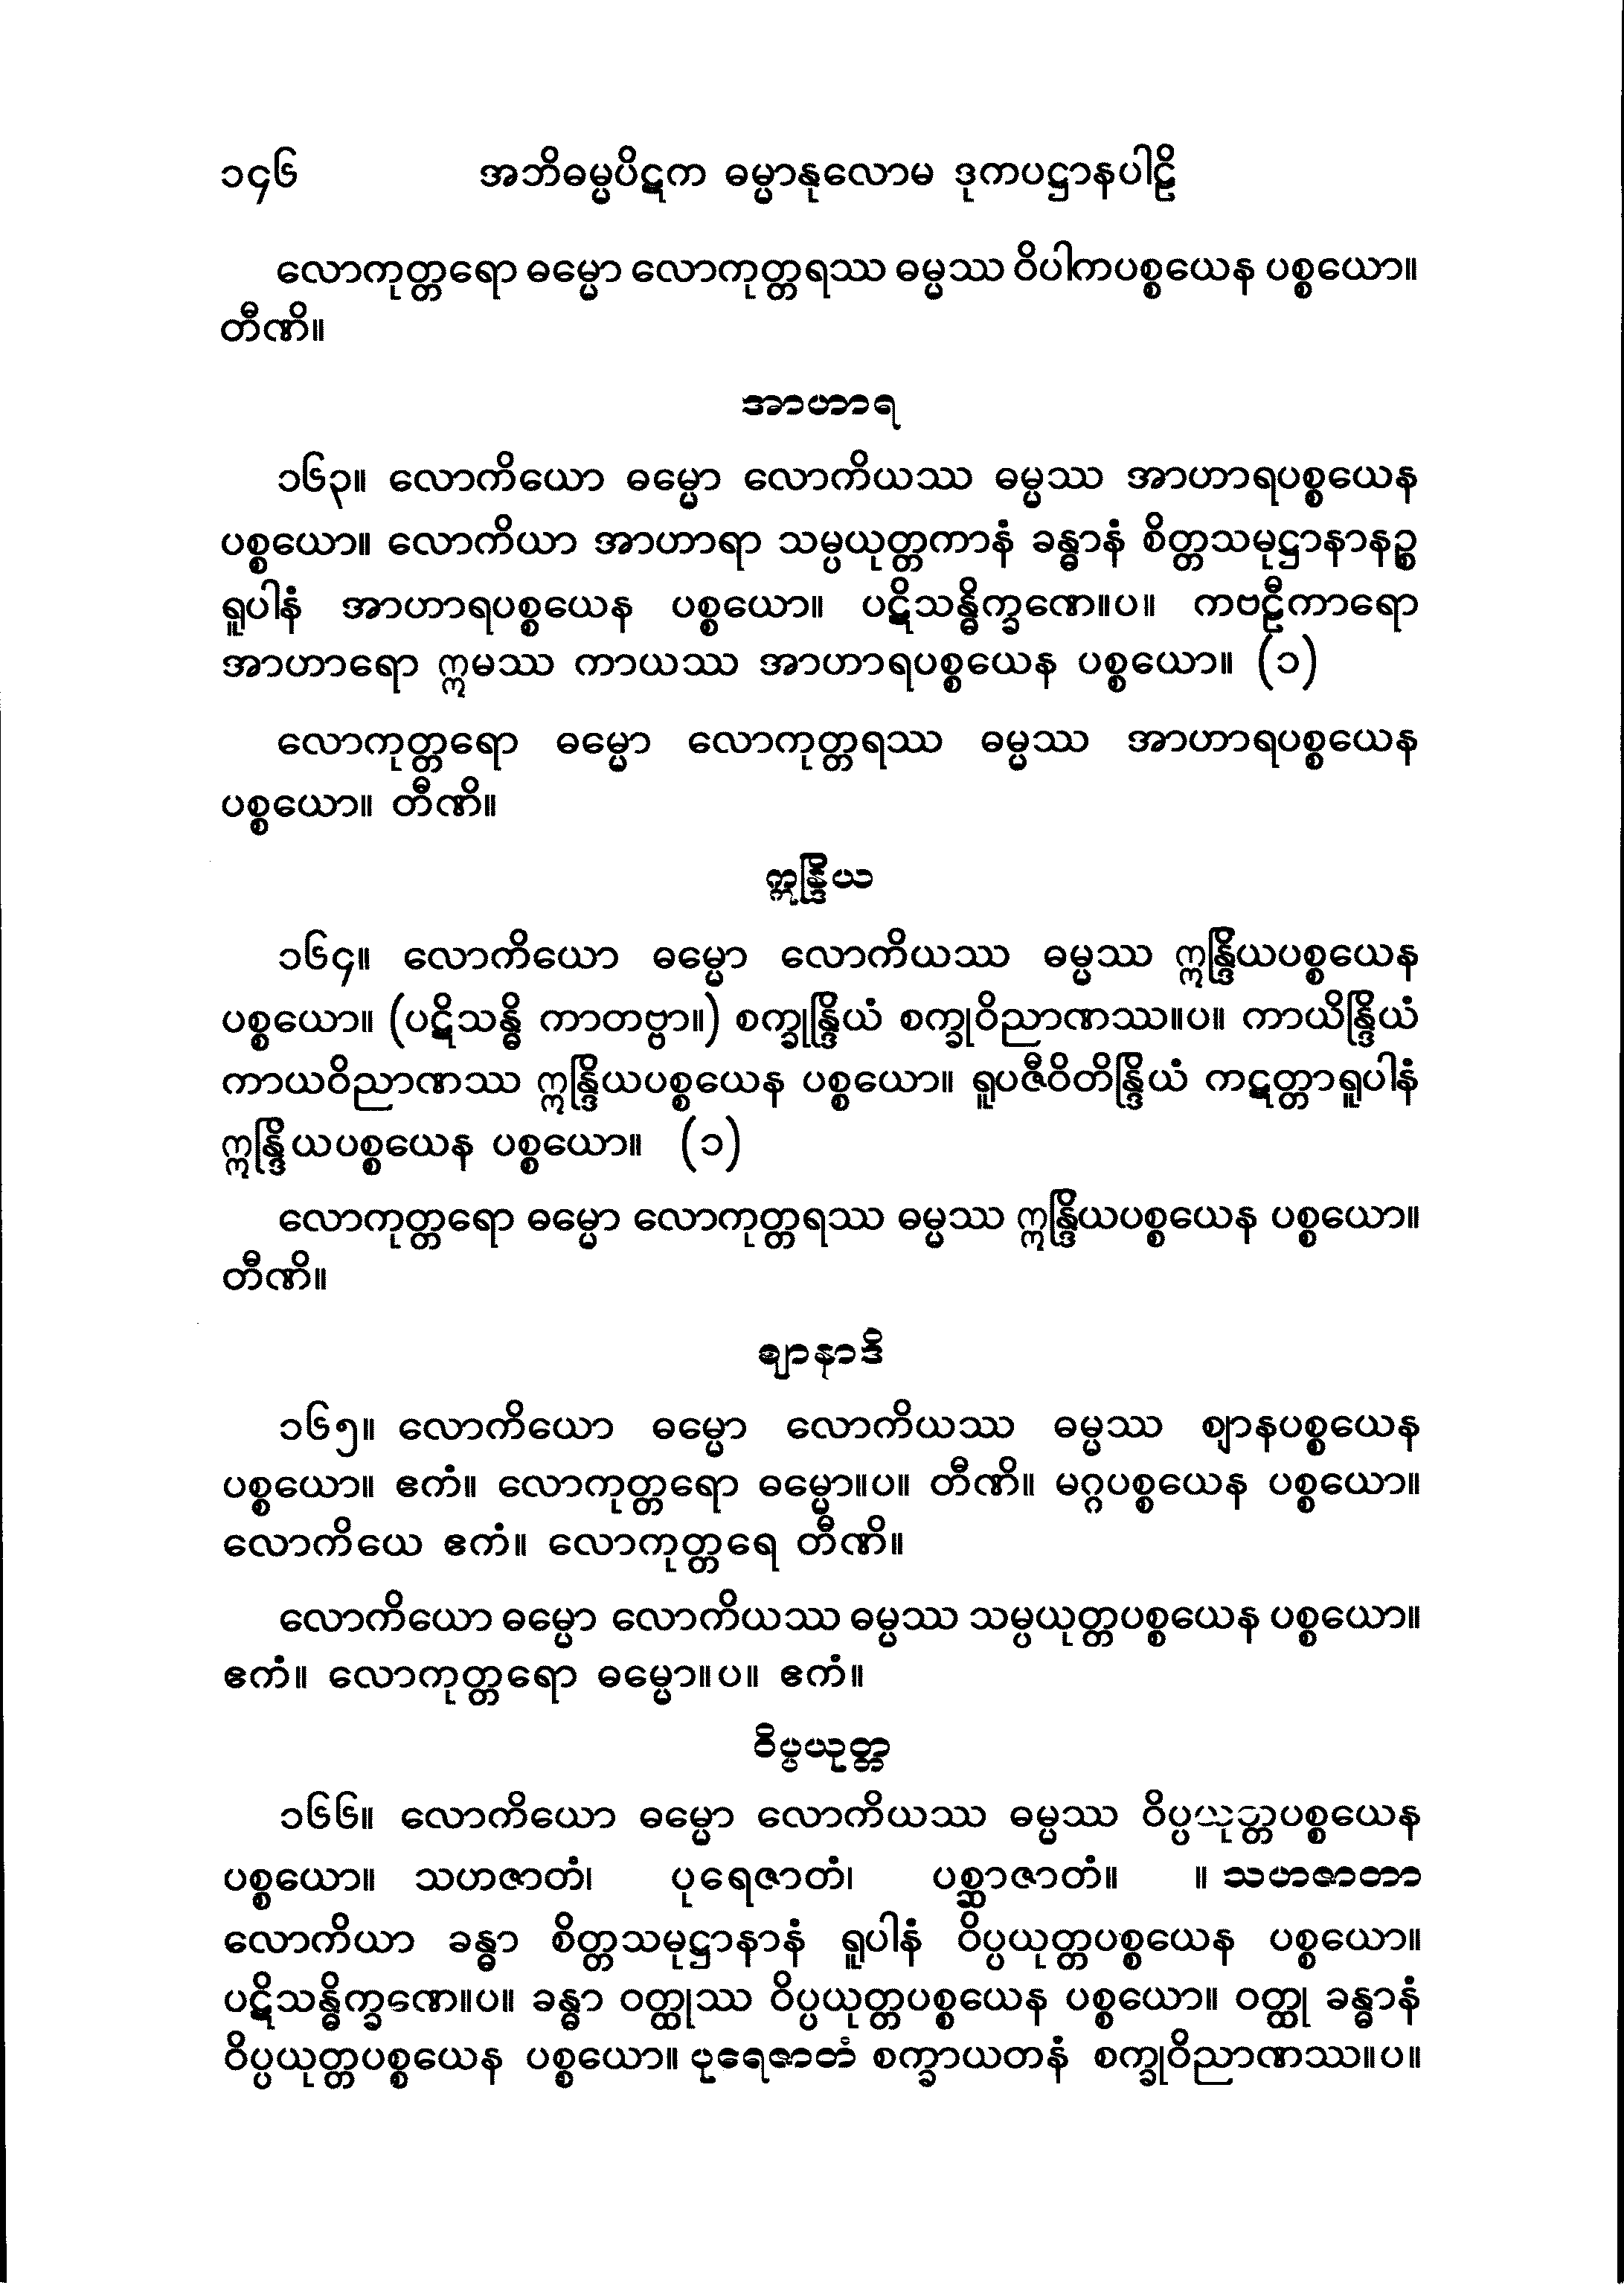 ၁၄၆ အဘိဓမ္မပိဋက ဓမ္မာနုလောမ ဒုကပဋ္ဌာနပါဠိ
လောကုတ္တရော ဓမ္မော လောကုတ္တရဿ ဓမ္မဿ ဝိပါကပစ္စယေန ပစ္စယော။
တီဏိ။
အာဟာရ
၁၆၃။ လောကိယော ဓမ္မော လောကိယဿ ဓမ္မဿ အာဟာရပစ္စယေန
ပစ္စယော။ လောကိယာ အာဟာရာ သမ္ပယုတ္တကာနံ ခန္ဓာနံ စိတ္တသမုဋ္ဌာနာနဉ္စ
ရူပါနံ အာဟာရပစ္စယေန ပစ္စယော။ ပဋိသန္ဓိက္ခဏေ။ပ။ ကဗဠီကာရော
အာဟာရော ဣမဿ ကာယဿ အာဟာရပစ္စယေန ပစ္စယော။ (၁)
လောကုတ္တရော ဓမ္မော လောကုတ္တရဿ ဓမ္မဿ အာဟာရပစ္စယေန
ပစ္စယော။ တီဏိ။
ဣန္ဒြိယ
၁၆၄။ လောကိယော ဓမ္မော လောကိယဿ ဓမ္မဿ ဣန္ဒြိယပစ္စယေန
ပစ္စယော။ (ပဋိသန္ဓိ ကာတဗ္ဗာ။) စက္ခုန္ဒြိယံ စက္ခုဝိညာဏဿ။ပ။ ကာယိန္ဒြိယံ
ကာယဝိညာဏဿ ဣန္ဒြိယပစ္စယေန ပစ္စယော။ ရူပဇီဝိတိန္ဒြိယံ ကဋတ္တာရူပါနံ
ဣန္ဒြိယပစ္စယေန ပစ္စယော။ (၁)
လောကုတ္တရော ဓမ္မော လောကုတ္တရဿ ဓမ္မဿ ဣန္ဒြိယပစ္စယေန ပစ္စယော။
တီဏိ။
ဈာနာဒိ
၁၆၅။ လောကိယော ဓမ္မော လောကိယဿ ဓမ္မဿ ဈာနပစ္စယေန
ပစ္စယော။ ဧကံ။ လောကုတ္တရော ဓမ္မော။ပ။ တီဏိ။ မဂ္ဂပစ္စယေန ပစ္စယော။
လောကိယေ ဧကံ။ လောကုတ္တရေ တီဏိ။
လောကိယော ဓမ္မော လောကိယဿ ဓမ္မဿ သမ္ပယုတ္တပစ္စယေန ပစ္စယော။
ဧကံ။ လောကုတ္တရော ဓမ္မော။ပ။ ဧကံ။
ဝိပ္ပယုတ္တ
၁၆၆။ လောကိယော ဓမ္မော လောကိယဿ ဓမ္မဿ ဝိပ္ပယုတ္တပစ္စယေန
ပစ္စယော။ သဟဇာတံ၊ ပုရေဇာတံ၊ ပစ္ဆာဇာတံ။ ။ သဟဇာတာ
လောကိယာ ခန္ဓာ စိတ္တသမုဋ္ဌာနာနံ ရူပါနံ ဝိပ္ပယုတ္တပစ္စယေန ပစ္စယော။
ပဋိသန္ဓိက္ခဏေ။ပ။ ခန္ဓာ ဝတ္ထုဿ ဝိပ္ပယုတ္တပစ္စယေန ပစ္စယော။ ဝတ္ထု ခန္ဓာနံ
ဝိပ္ပယုတ္တပစ္စယေန ပစ္စယော။ ပုရေဇာတံ စက္ခာယတနံ စက္ခုဝိညာဏဿ။ပ။